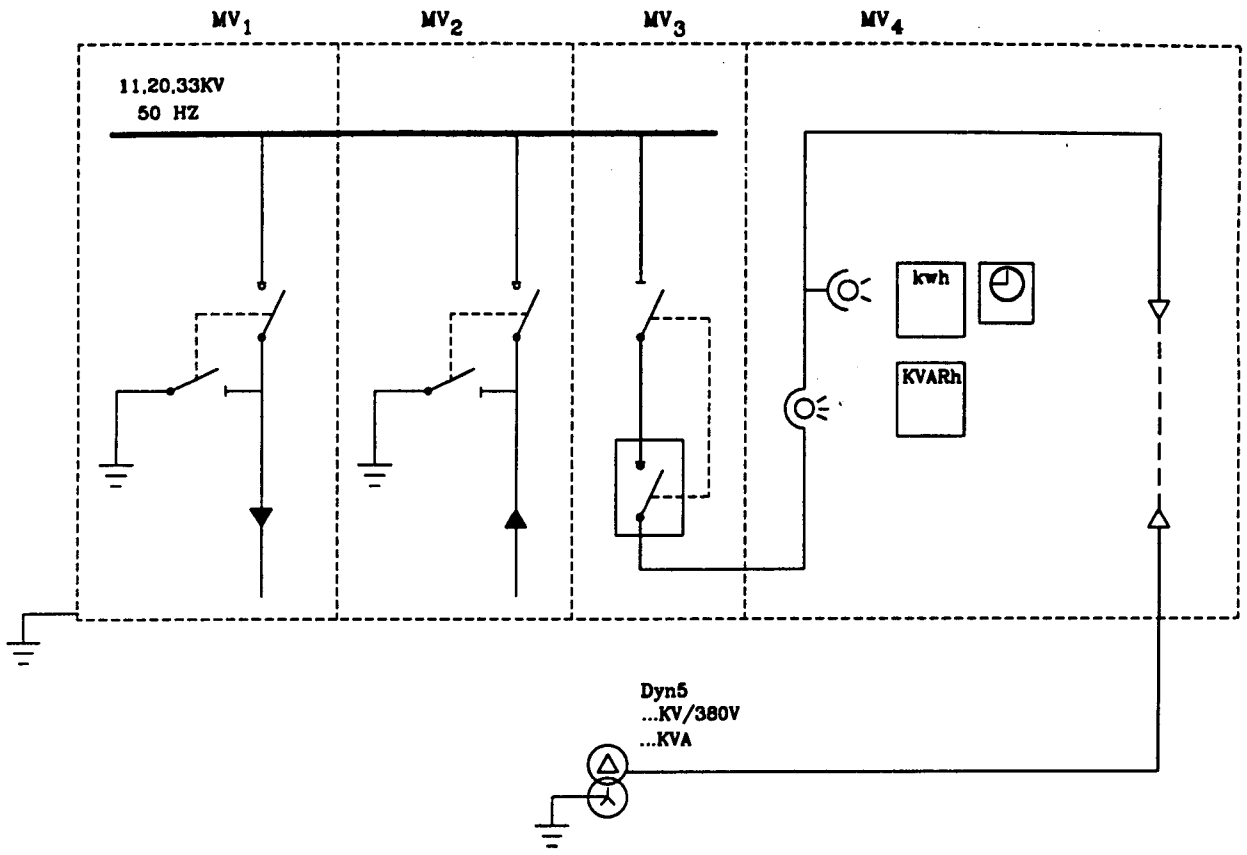 MV1 MV2 MV3 MV4
11,20,33KV
50 HZ
kwh
KVARh
Dyn5
...KV/380V
...KVA